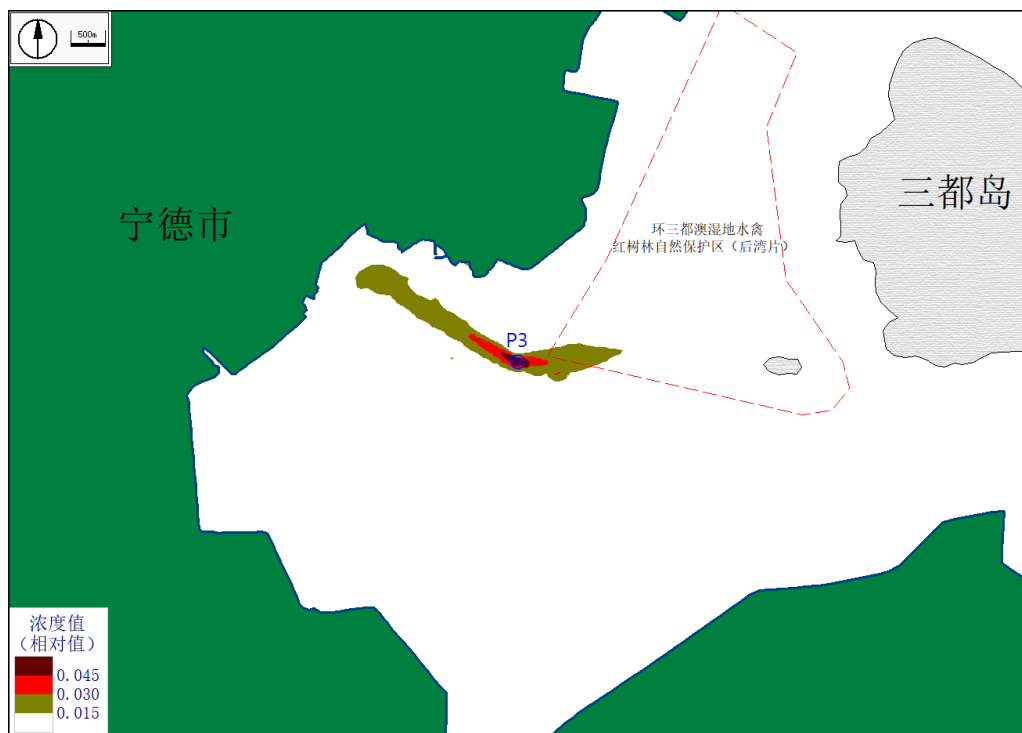 500m
宁德市
三都岛
环三都澳湿地水禽
红树林自然保护区（后湾片）
P3
浓度值
（相对值）
0.045
0.030
0.015